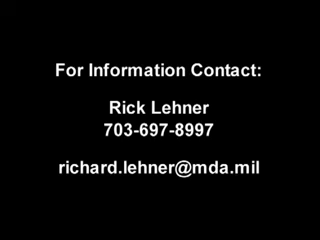 For Information Contact:
Rick Lehner
703-697-8997
richard.lehner@mda.mil